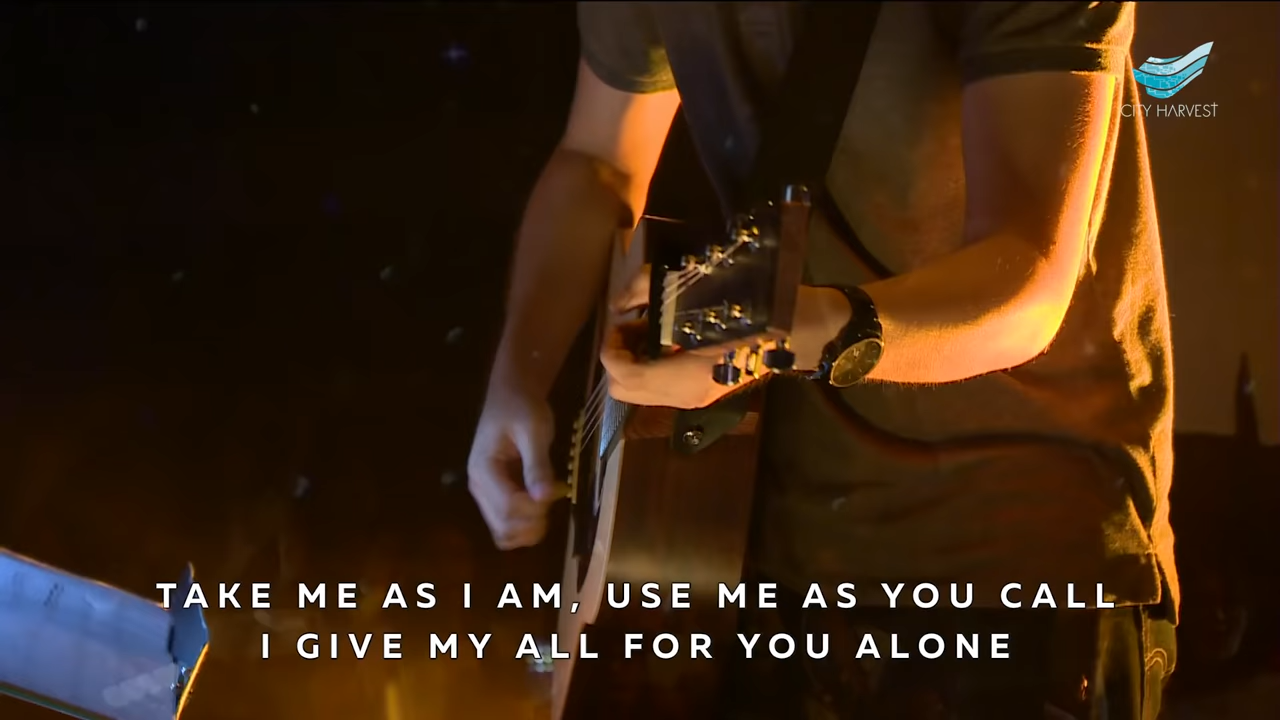 CITY HARVEST
TAKE ME AS I AM, USE ME AS YOU CALL
I GIVE MY ALL FOR YOU ALONE